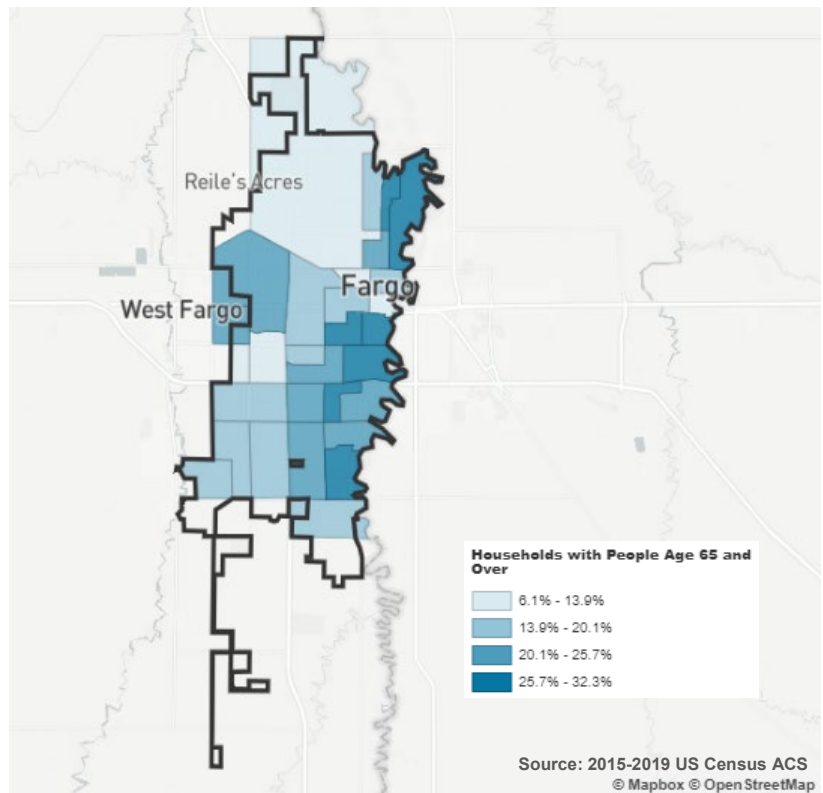 Reile's Acres
Fargo
West Fargo
Households with People Age 65 and
Over
6.1% - 13.9%
13.9% - 20.1%
20.1% - 25.7%
25.7% - 32.3%
Source: 2015-2019 US Census ACS
© Mapbox © OpenStreetMap